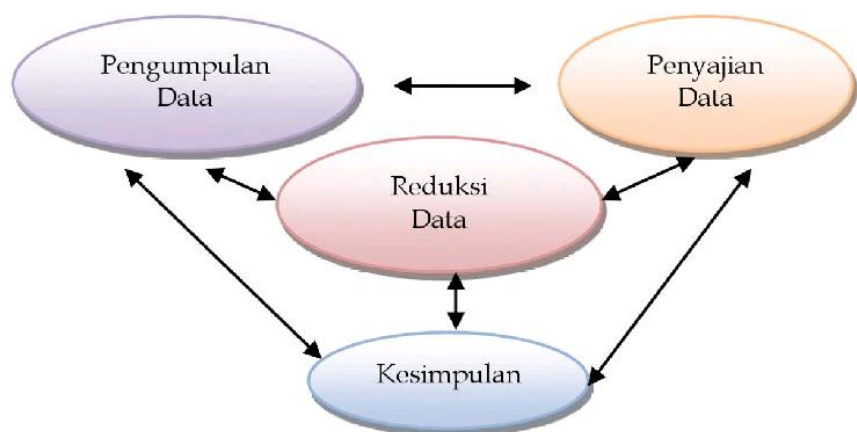 Pengumpulan
Data
Penyajian
Data
Reduksi
Data
Kesimpulan